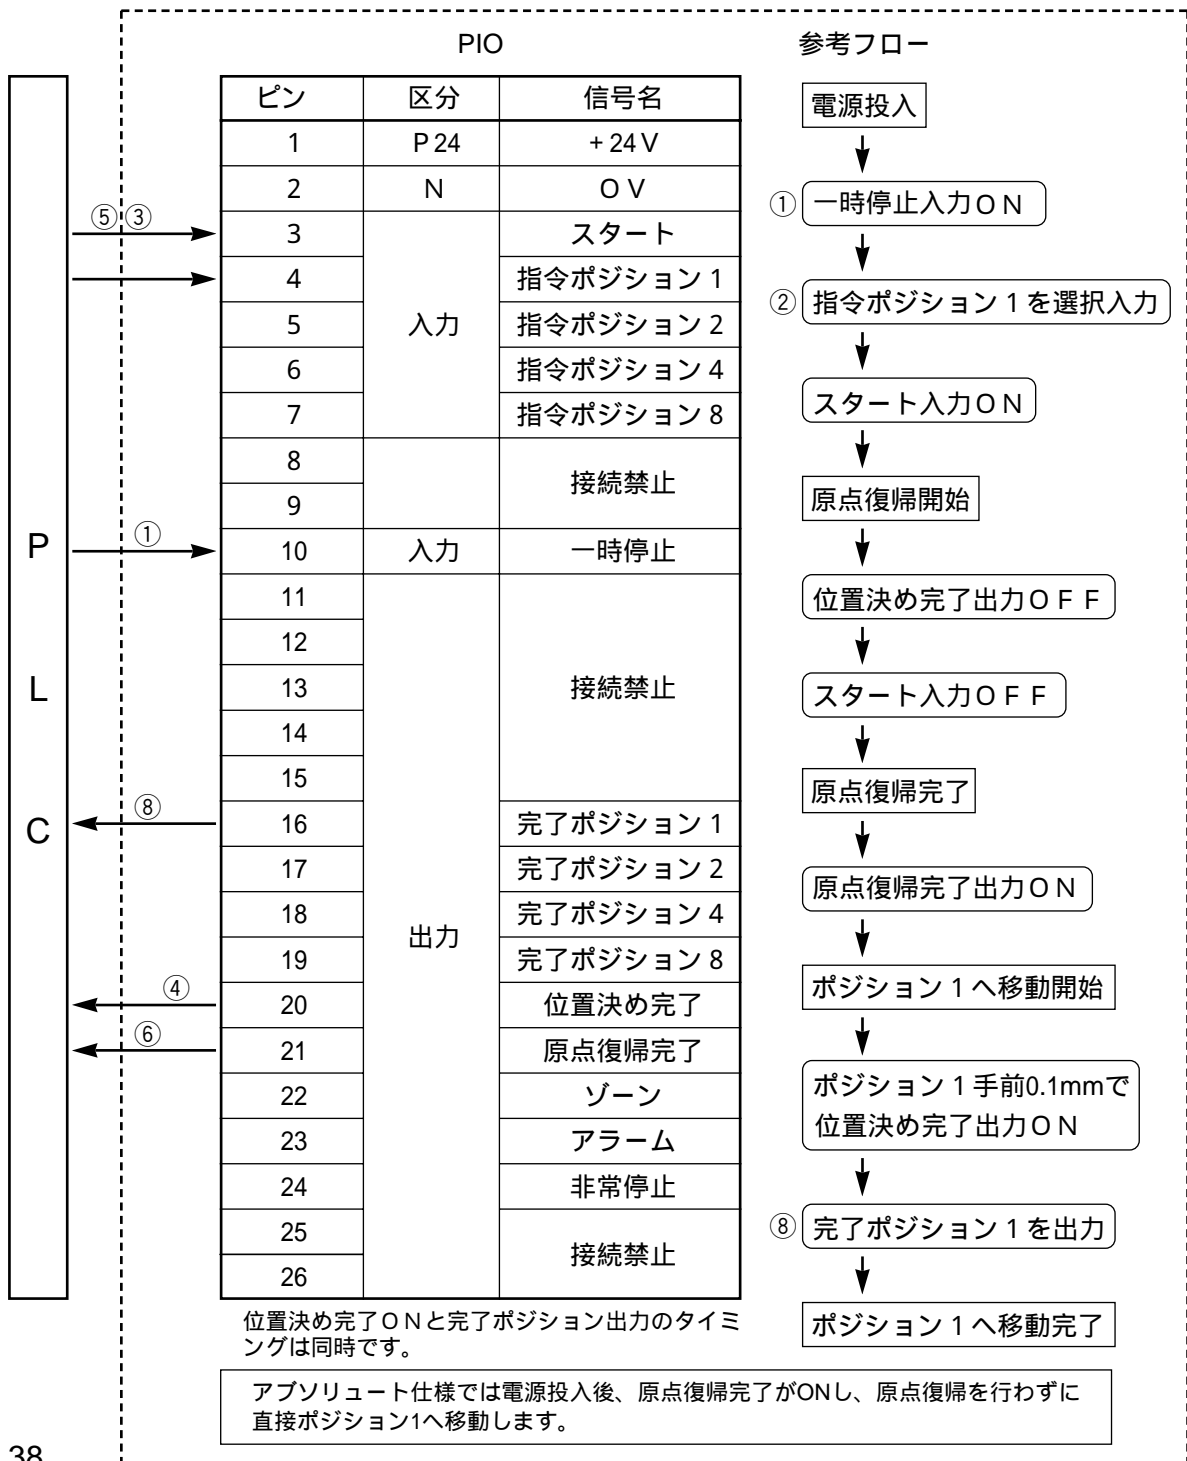 PIO
参考フロー
ピン 区分 信号名
1 P24 +24V
2 N 0V
3 スタート
4 指令ポジション1
5 入力 指令ポジション2
6 指令ポジション4
7 指令ポジション8
8
接続禁止
9
10 入力 一時停止
11
12
13 接続禁止
14
15
16 完了ポジション1
17 完了ポジション2
18 完了ポジション4
出力
19 完了ポジション8
20 位置決め完了
21 原点復帰完了
22 ゾーン
23 アラーム
24 非常停止
25
接続禁止
26
P
L
C
⑤ ③
①
⑧
④
⑥
電源投入
① 一時停止入力ON
② 指令ポジション1を選択入力
スタート入力ON
原点復帰開始
位置決め完了出力OFF
スタート入力OFF
原点復帰完了
原点復帰完了出力ON
ポジション1へ移動開始
ポジション1手前0.1mmで
位置決め完了出力ON
⑧ 完了ポジション1を出力
ポジション1へ移動完了
位置決め完了ONと完了ポジション出力のタイミ
ングは同時です。
アブソリュート仕様では電源投入後、原点復帰完了がONし、原点復帰を行わずに
直接ポジション1へ移動します。
38